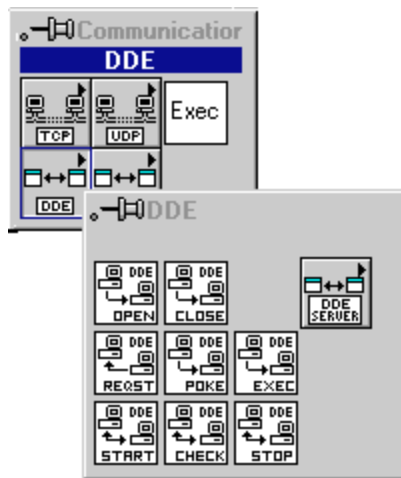 Communicatior
DDE
TCP UDP Exec
DDE
DDE
DDE DDE
OPEN CLOSE
DDE
SERVER
DDE DDE DDE
REQST POKE EXEC
DDE DDE DDE
START CHECK STOP